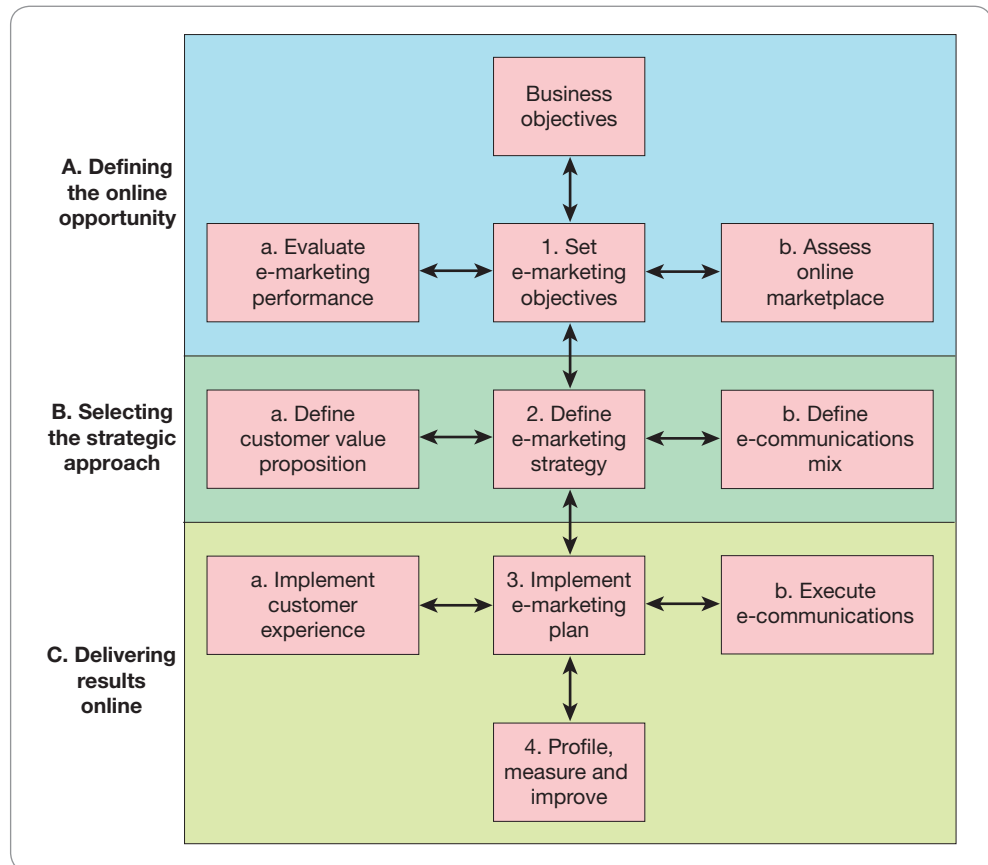 Business
objectives
A. Defining
the online
opportunity
a. Evaluate
e-marketing
performance
1. Set
e-marketing
objectives
b. Assess
online
marketplace
B. Selecting
the strategic
approach
a. Define
customer value
proposition
2. Define
e-marketing
strategy
b. Define
e-communications
mix
a. Implement
customer
experience
3. Implement
e-marketing
plan
b. Execute
e-communications
C. Delivering
results
online
4. Profile,
measure and
improve